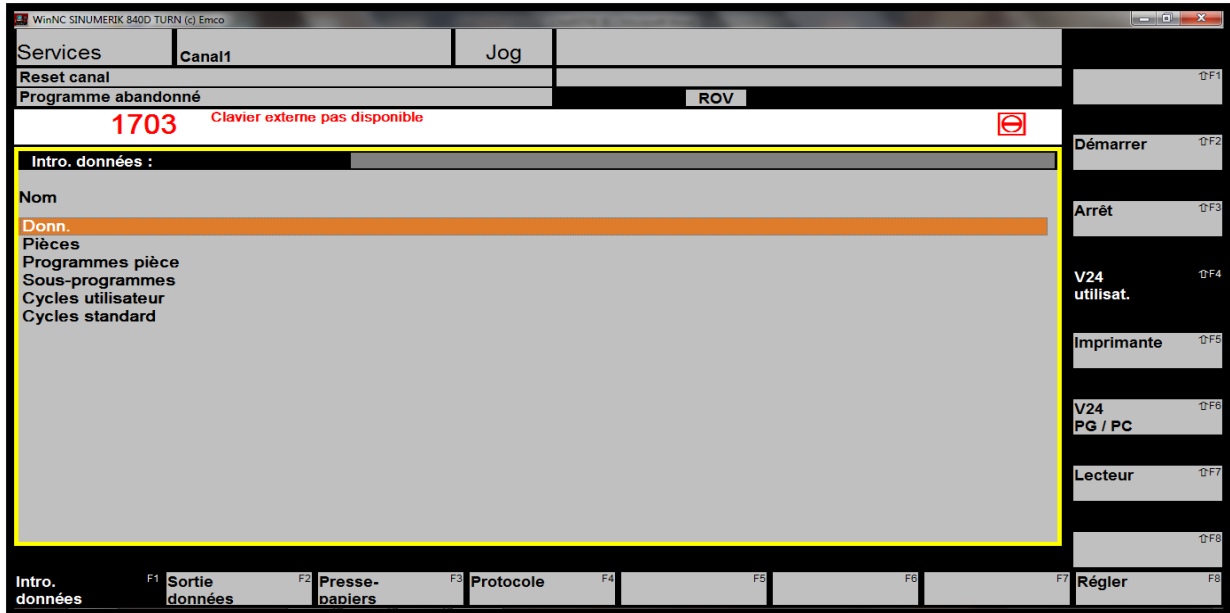 WinNC SINUMERIK 840D TURN (c) Emco
Services
Canal1
Jog
Reset canal
Programme abandonné
ROV
1703 Clavier externe pas disponible
Intro. données :
Nom
Donn.
Pièces
Programmes pièce
Sous-programmes
Cycles utilisateur
Cycles standard
⇧F1
Démarrer ⇧F2
Arrêt ⇧F3
V24 ⇧F4
utilisat.
Imprimante ⇧F5
V24 ⇧F6
PG / PC
Lecteur ⇧F7
⇧F8
Intro. F1
données
Sortie F2
données
Presse- F3
papiers
Protocole F4
F5
F6
F7
Régler F8